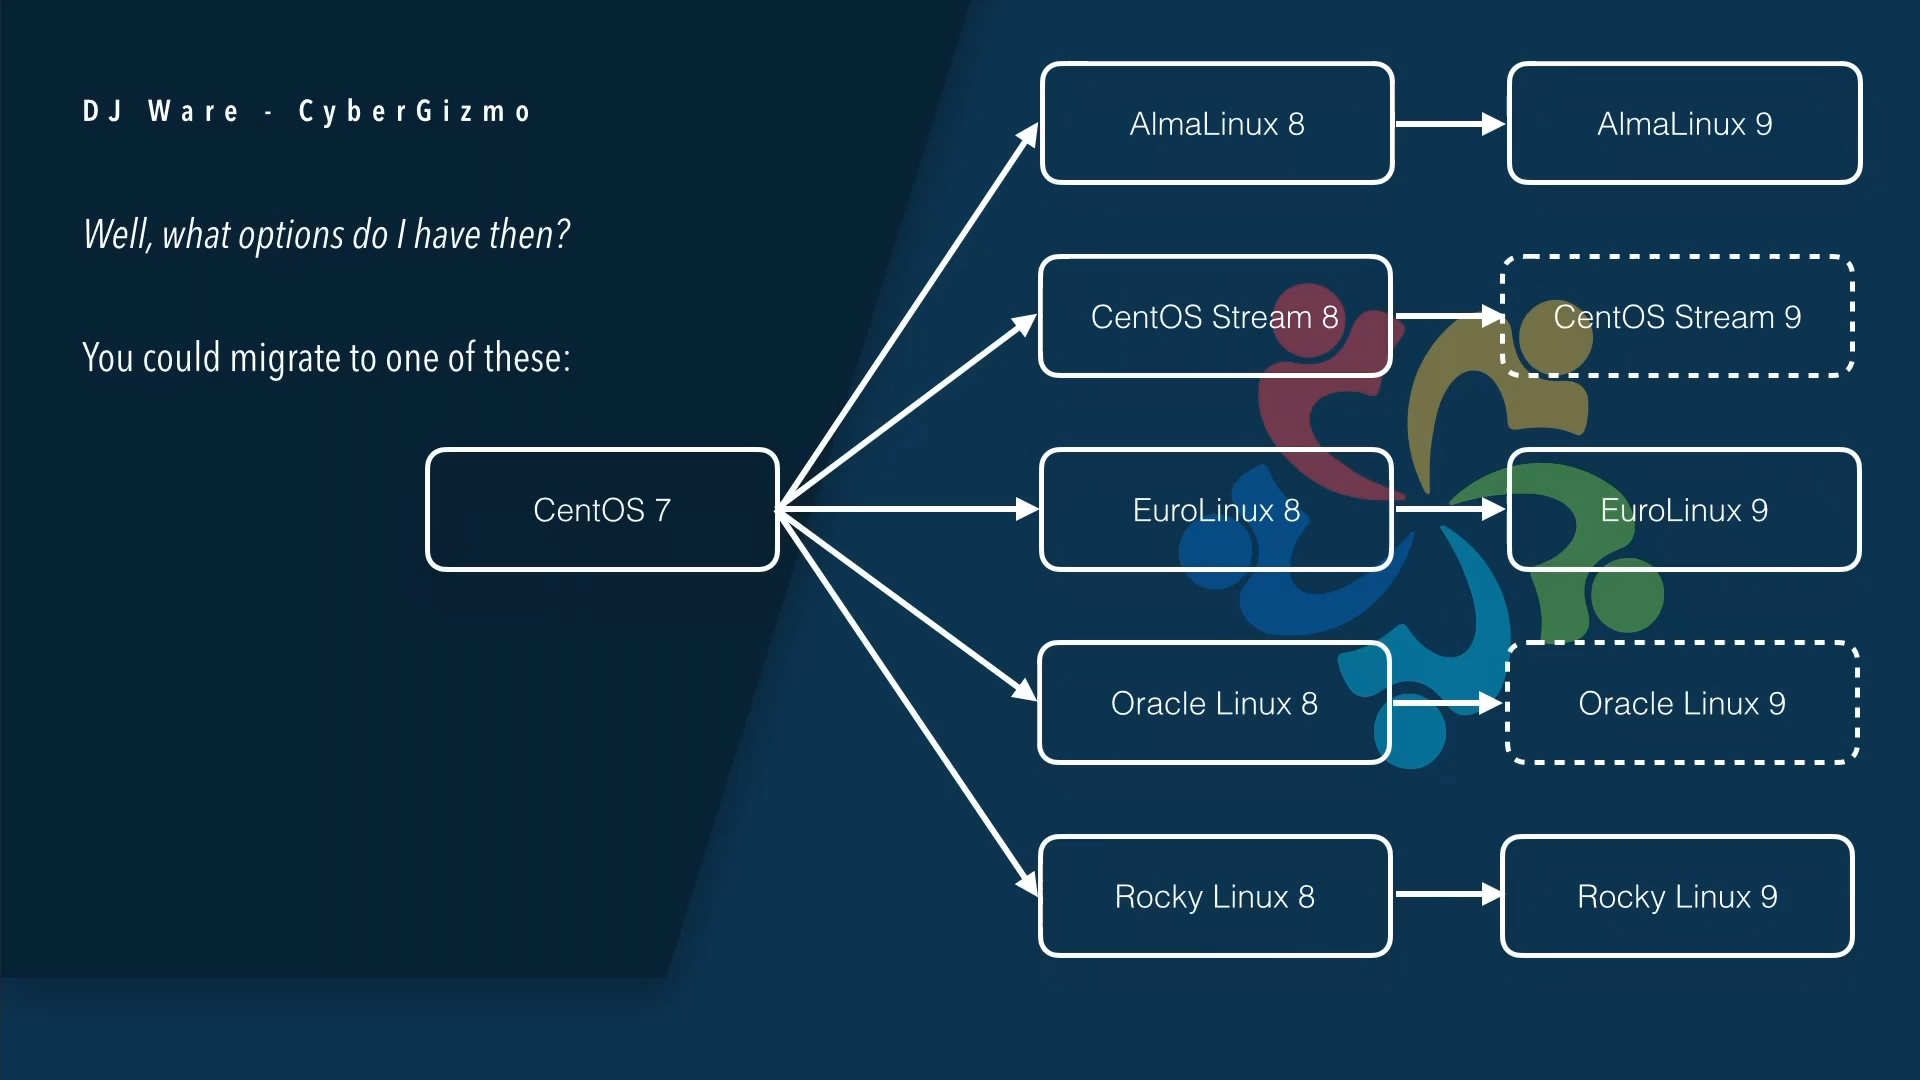 DJ Ware - CyberGizmo
Well, what options do I have then?
You could migrate to one of these:
CentOS 7
AlmaLinux 8
AlmaLinux 9
CentOS Stream 8
CentOS Stream 9
EuroLinux 8
EuroLinux 9
Oracle Linux 8
Oracle Linux 9
Rocky Linux 8
Rocky Linux 9